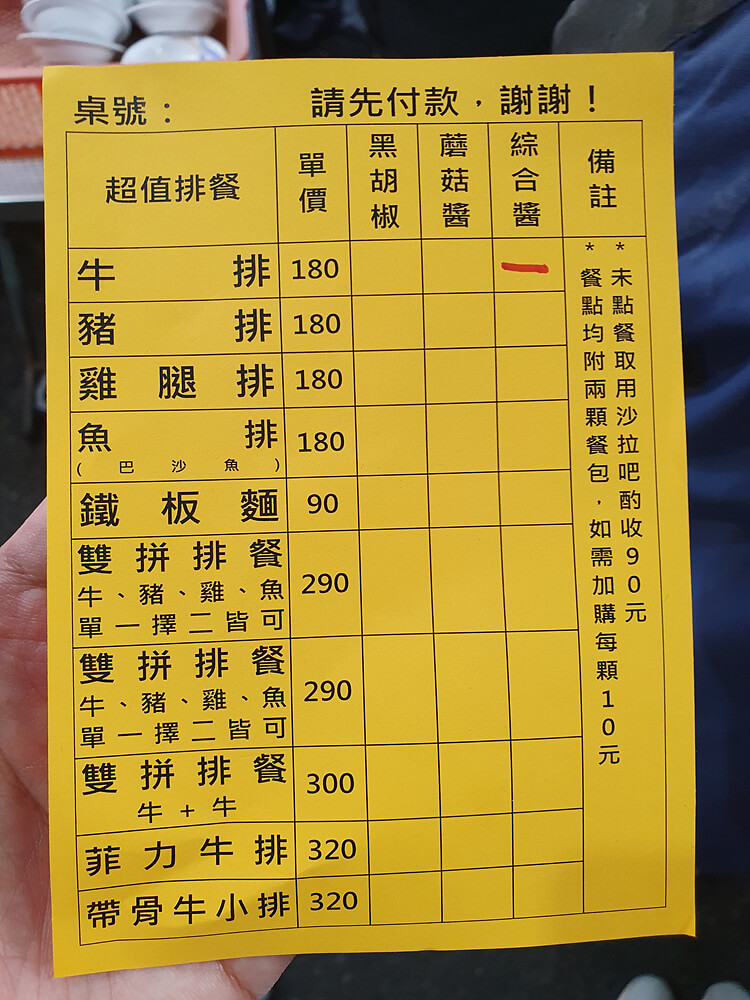 桌號： 請先付款，謝謝！
超值排餐 單價 黑胡椒 蘑菇醬 綜合醬 備註
牛排 180
豬排 180
雞腿排 180
魚排 180
(巴沙魚)
鐵板麵 90
雙拼排餐 290
牛、豬、雞、魚
單一擇二皆可
雙拼排餐 290
牛、豬、雞、魚
單一擇二皆可
雙拼排餐 300
牛+牛
菲力牛排 320
帶骨牛小排 320
*未點餐取用沙拉吧酌收90元
*餐點均附兩顆餐包，如需加購每顆10元